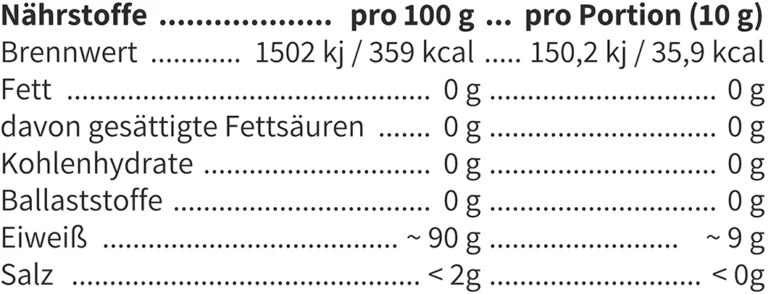 Nährstoffe ................... pro 100 g ... pro Portion (10 g)
Brennwert ............ 1502 kj / 359 kcal ..... 150,2 kj / 35,9 kcal
Fett ................................................ 0 g .............................. 0 g
davon gesättigte Fettsäuren ....... 0 g .............................. 0 g
Kohlenhydrate .............................. 0 g .............................. 0 g
Ballaststoffe .................................. 0 g .............................. 0 g
Eiweiß ....................................... ~ 90 g ......................... ~ 9 g
Salz .............................................. < 2g ............................ < 0g